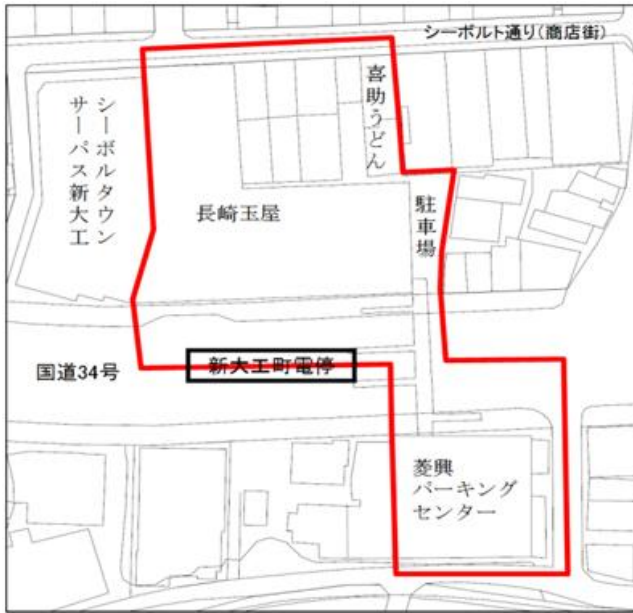 シーボルト通り(商店街)
喜助うどん
シーボルタウン
サーパス新大工
長崎玉屋
駐車場
国道34号
新大工町電停
菱興
パーキング
センター